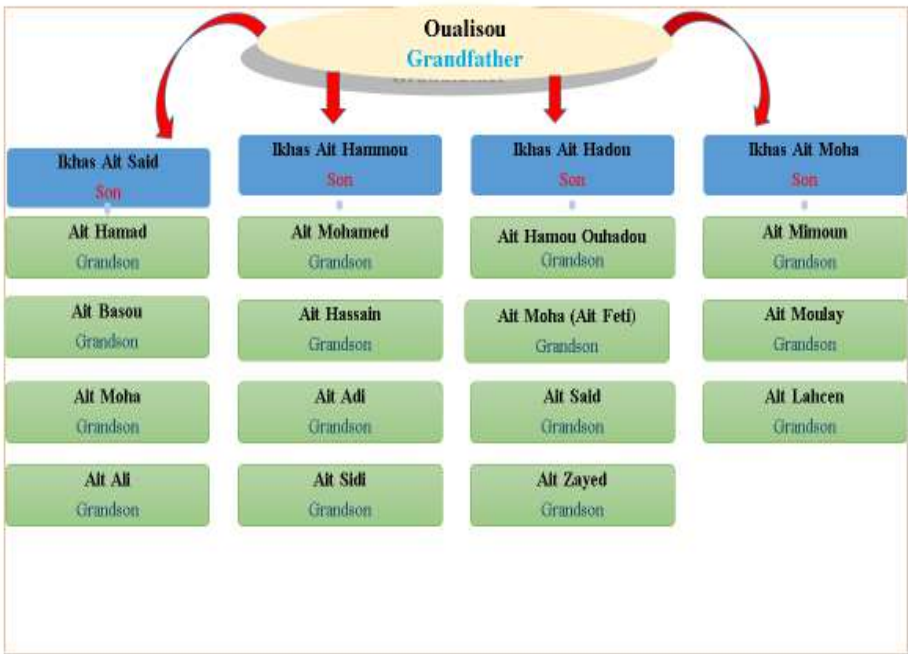 Oualisou
Grandfather
Ikhas Ait Said
Son
Ait Hamad
Grandson
Ait Basou
Grandson
Ait Moha
Grandson
Ait Ali
Grandson
Ikhas Ait Hammou
Son
Ait Mohamed
Grandson
Ait Hassain
Grandson
Ait Adi
Grandson
Ait Sidi
Grandson
Ikhas Ait Hadou
Son
Ait Hamou Ouhadou
Grandson
Ait Moha (Ait Feti)
Grandson
Ait Said
Grandson
Ait Zayed
Grandson
Ikhas Ait Moha
Son
Ait Mimoun
Grandson
Ait Moulay
Grandson
Ait Lahcen
Grandson